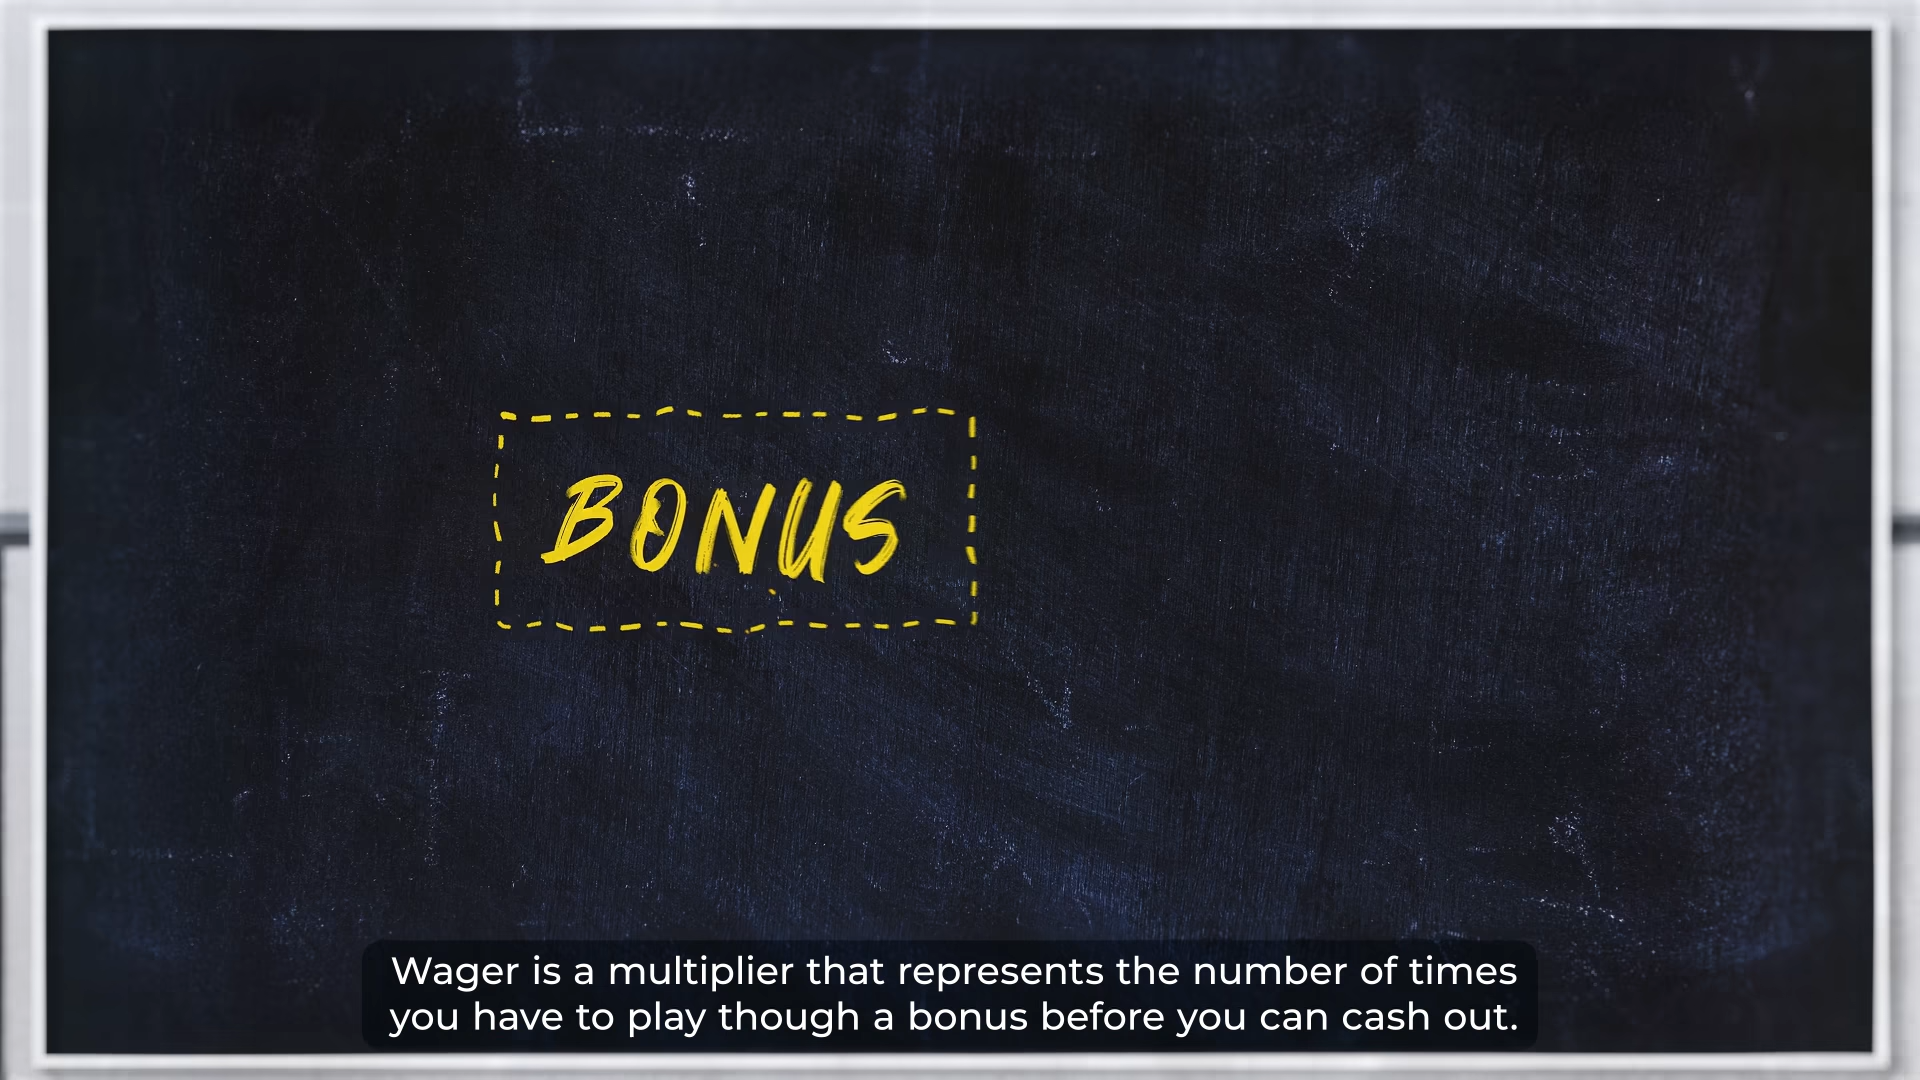 BONUS
Wager is a multiplier that represents the number of times
you have to play though a bonus before you can cash out.